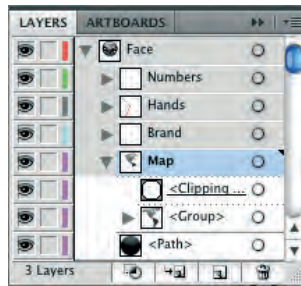 LAYERS ARTBOARDS
Face
Numbers
Hands
Brand
Map
<Clipping ...
<Group>
<Path>
3 Layers